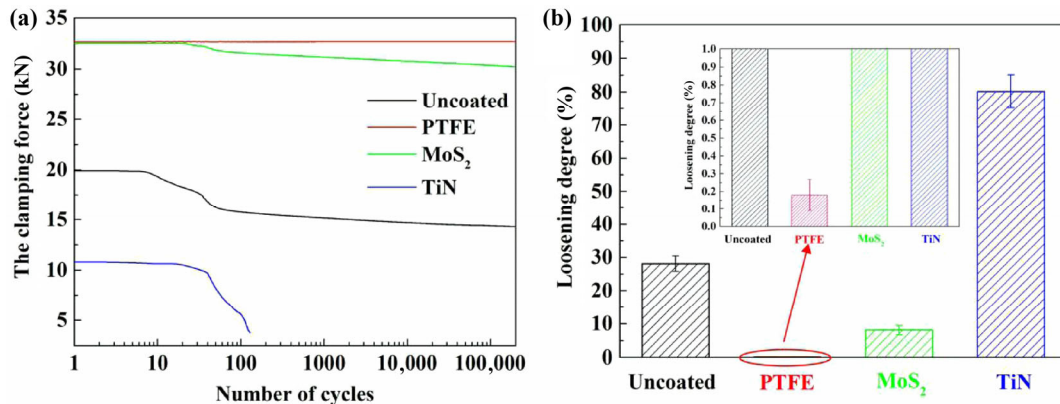 (a)
The clamping force (kN)
35
30
25
20
15
10
5
Uncoated
PTFE
MoS₂
TiN
1 10 100 1000 10,000 100,000
Number of cycles
(b)
Loosening degree (%)
100
90
80
70
60
50
40
30
20
10
0
Loosening degree (%)
1.0
0.9
0.8
0.7
0.6
0.5
0.4
0.3
0.2
0.1
0.0
Uncoated PTFE MoS₂ TiN
Uncoated PTFE MoS₂ TiN